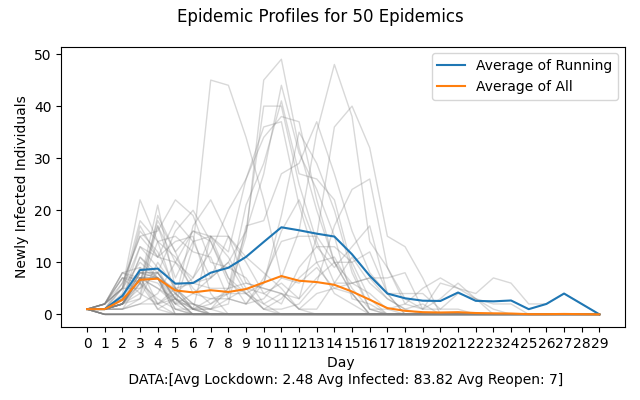 Epidemic Profiles for 50 Epidemics
50
40
30
20
10
0
Newly Infected Individuals
Average of Running
Average of All
0 1 2 3 4 5 6 7 8 9 10 11 12 13 14 15 16 17 18 19 20 21 22 23 24 25 26 27 28 29
Day
DATA:[Avg Lockdown: 2.48 Avg Infected: 83.82 Avg Reopen: 7]